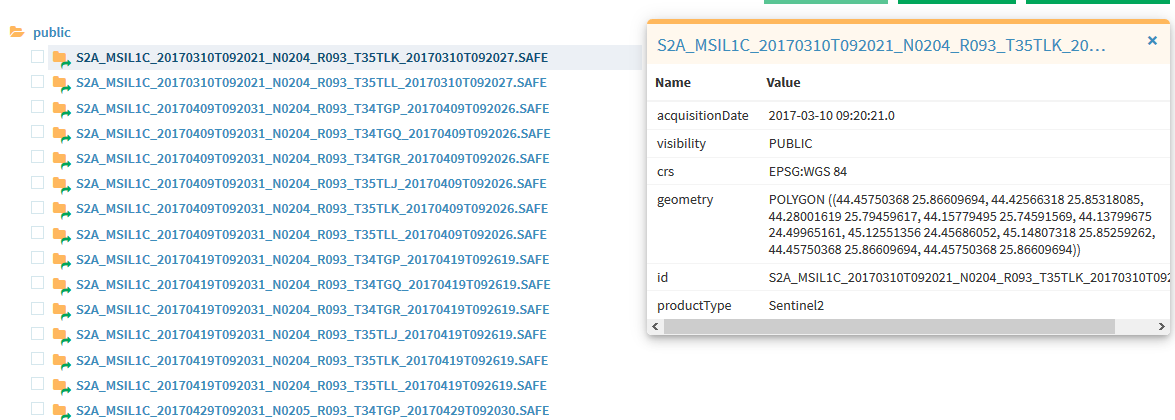 public
S2A_MSIL1C_20170310T092021_N0204_R093_T35TLK_20170310T092027.SAFE
S2A_MSIL1C_20170310T092021_N0204_R093_T35TLL_20170310T092027.SAFE
S2A_MSIL1C_20170409T092031_N0204_R093_T34TGP_20170409T092026.SAFE
S2A_MSIL1C_20170409T092031_N0204_R093_T34TGQ_20170409T092026.SAFE
S2A_MSIL1C_20170409T092031_N0204_R093_T34TGR_20170409T092026.SAFE
S2A_MSIL1C_20170409T092031_N0204_R093_T35TLJ_20170409T092026.SAFE
S2A_MSIL1C_20170409T092031_N0204_R093_T35TLK_20170409T092026.SAFE
S2A_MSIL1C_20170409T092031_N0204_R093_T35TLL_20170409T092026.SAFE
S2A_MSIL1C_20170419T092031_N0204_R093_T34TGP_20170419T092619.SAFE
S2A_MSIL1C_20170419T092031_N0204_R093_T34TGQ_20170419T092619.SAFE
S2A_MSIL1C_20170419T092031_N0204_R093_T34TGR_20170419T092619.SAFE
S2A_MSIL1C_20170419T092031_N0204_R093_T35TLJ_20170419T092619.SAFE
S2A_MSIL1C_20170419T092031_N0204_R093_T35TLK_20170419T092619.SAFE
S2A_MSIL1C_20170419T092031_N0204_R093_T35TLL_20170419T092619.SAFE
S2A_MSIL1C_20170429T092031_N0205_R093_T34TGP_20170429T092030.SAFE
S2A_MSIL1C_20170310T092021_N0204_R093_T35TLK_20...
Name Value
acquisitionDate 2017-03-10 09:20:21.0
visibility PUBLIC
crs EPSG:WGS 84
geometry POLYGON ((44.45750368 25.86609694, 44.42566318 25.85318085,
44.28001619 25.79459617, 44.15779495 25.74591569, 44.13799675
24.49965161, 45.12551356 24.45686052, 45.14807318 25.85259262,
44.45750368 25.86609694, 44.45750368 25.86609694))
id S2A_MSIL1C_20170310T092021_N0204_R093_T35TLK_20170310T092
productType Sentinel2